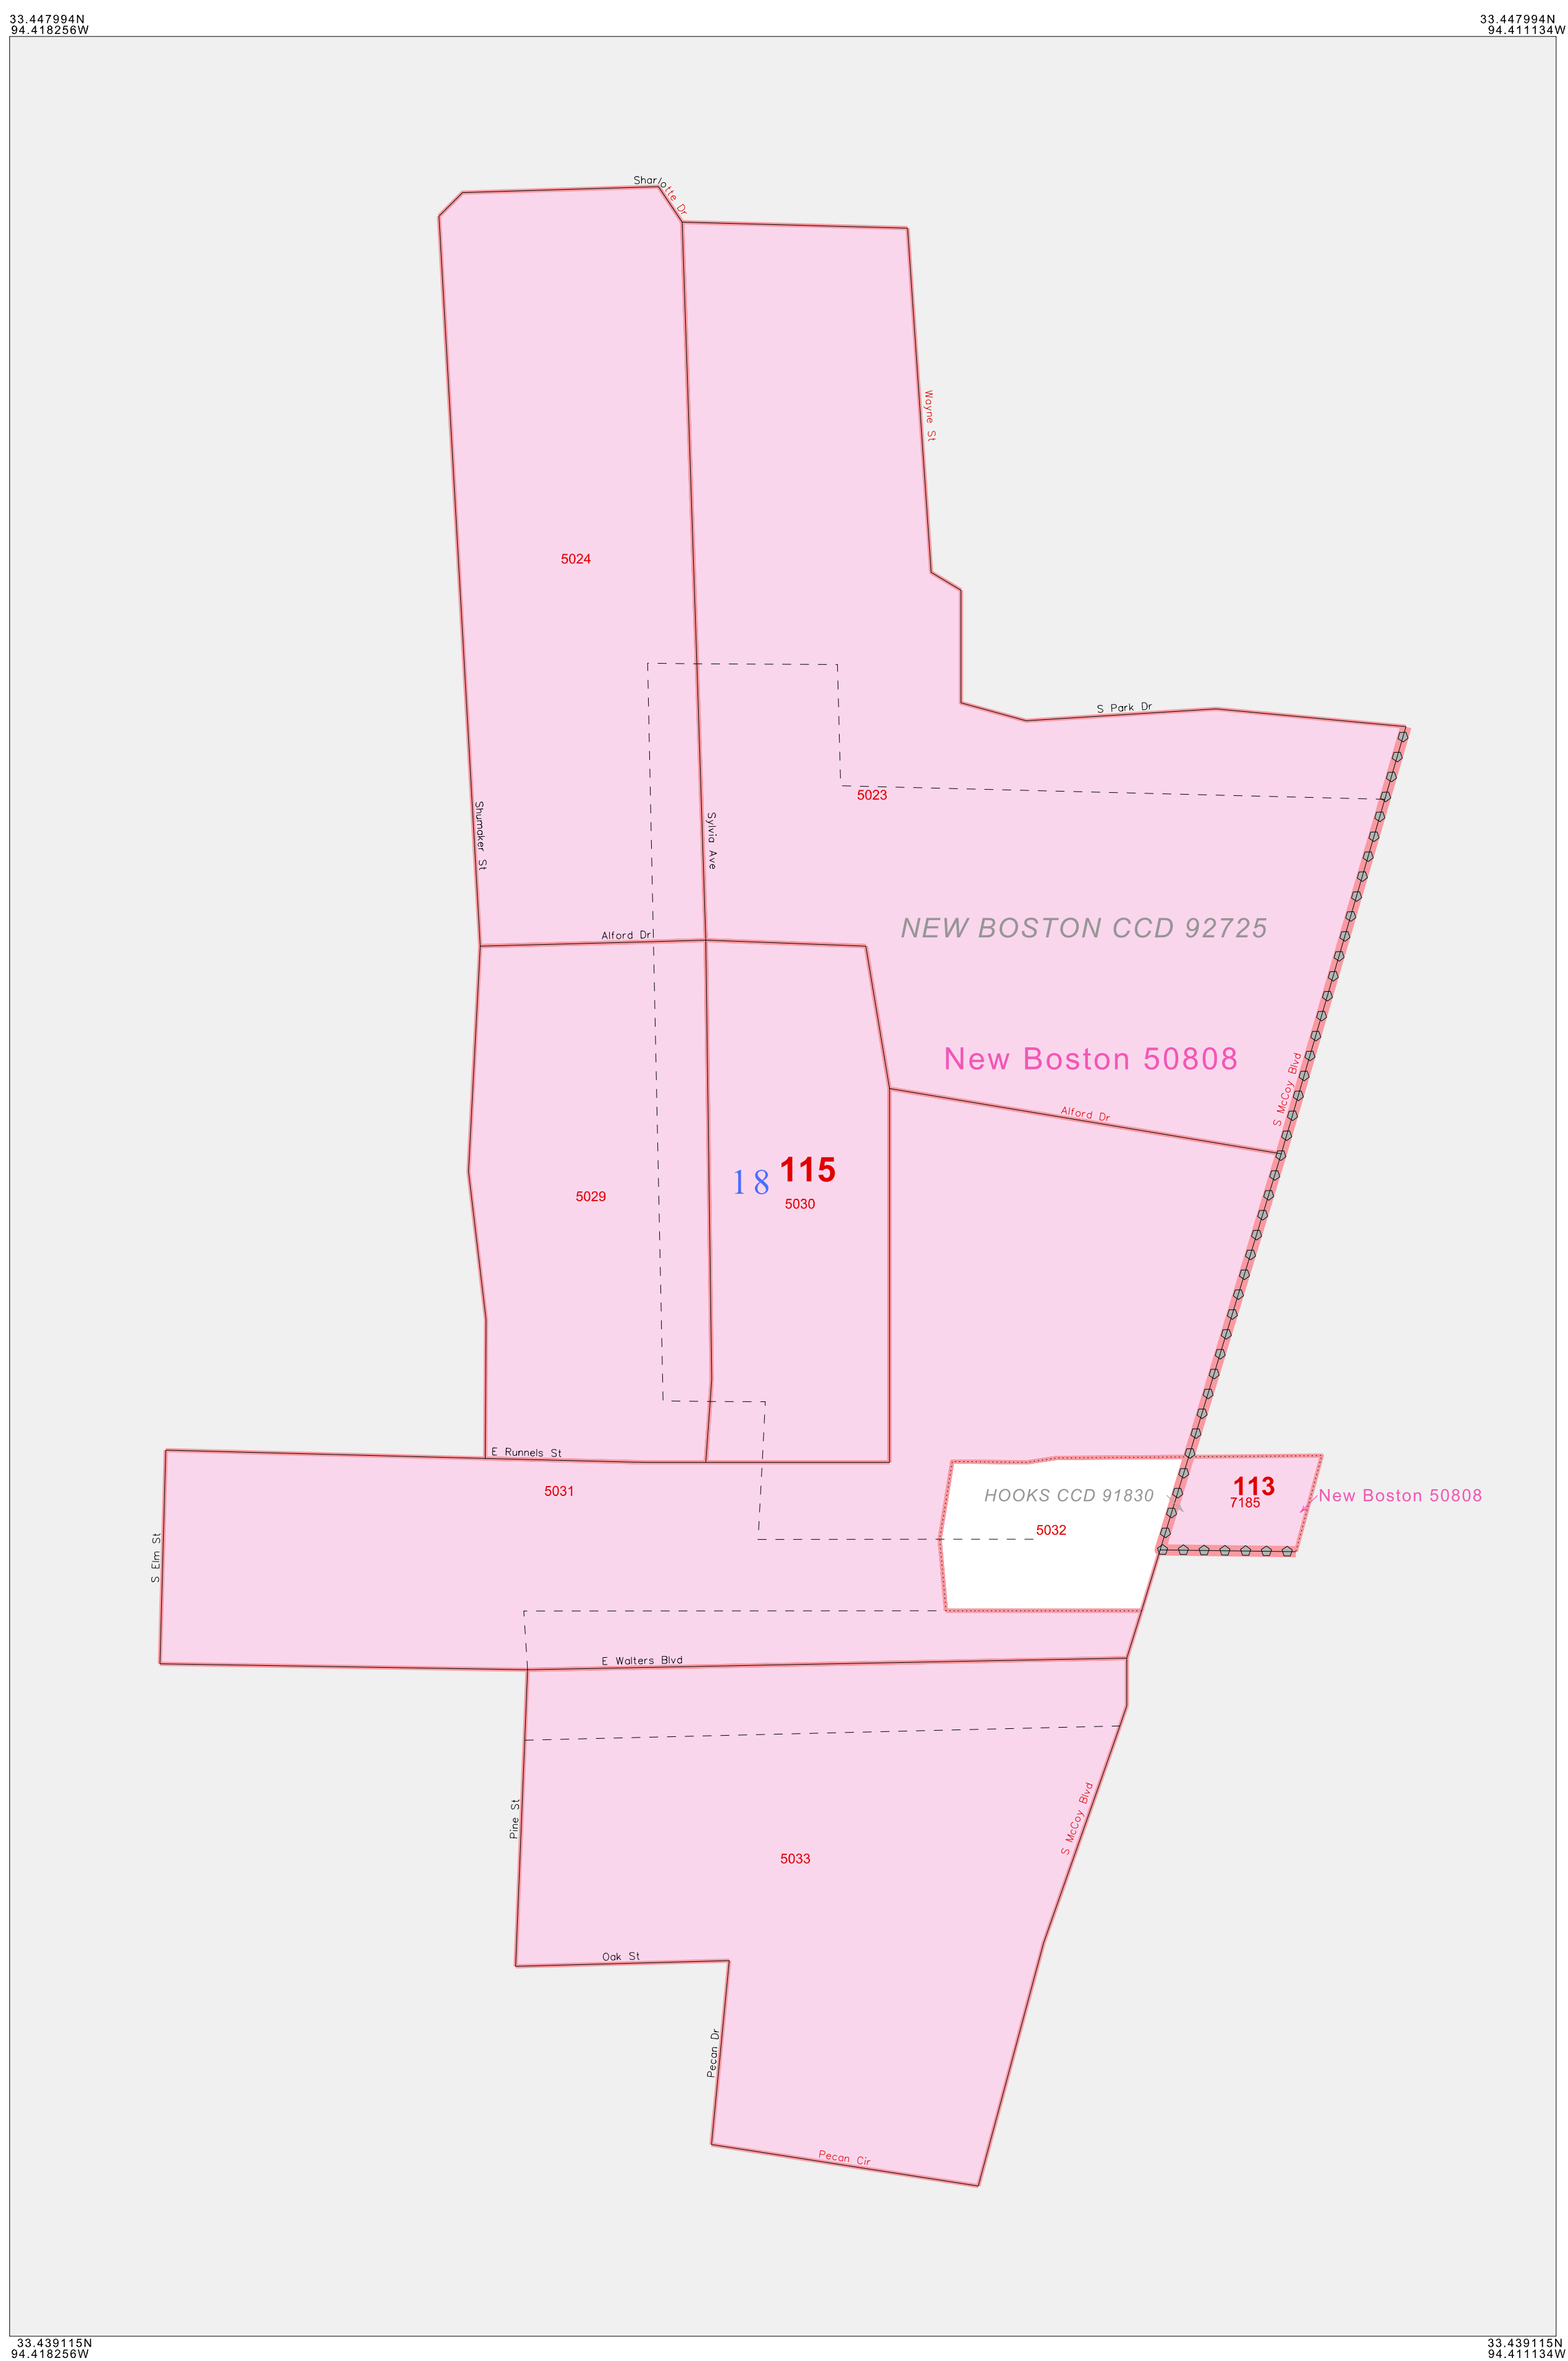 33.447994N
94.418256W
33.447994N
94.411134W
Sharlotte Dr
Wayne St
5024
S Park Dr
5023
Shumaker St
Sylvia Ave
NEW BOSTON CCD 92725
Alford Dr
New Boston 50808
S McCoy Blvd
Alford Dr
115
18
5029
5030
E Runnels St
5031
HOOKS CCD 91830
113
7185
New Boston 50808
5032
S Elm St
E Walters Blvd
Pine St
S McCoy Blvd
5033
Oak St
Pecan Dr
Pecan Cir
33.439115N
94.418256W
33.439115N
94.411134W